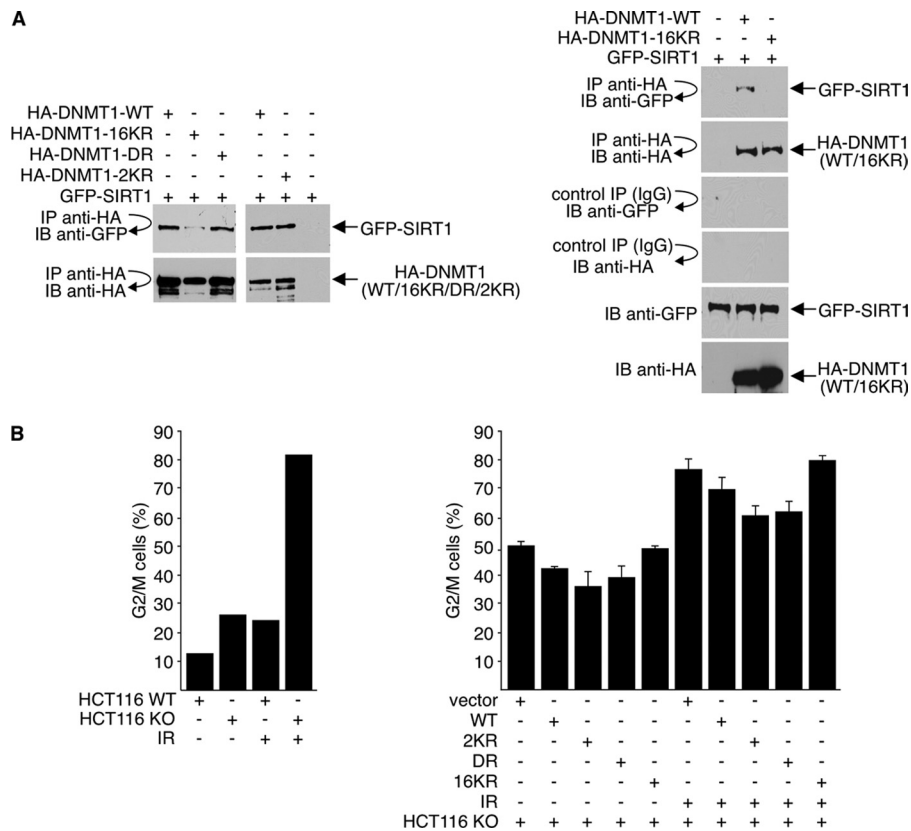 A
HA-DNMT1-WT + - - + - -
HA-DNMT1-16KR - + - - - -
HA-DNMT1-DR - - + - - -
HA-DNMT1-2KR - - - - + -
GFP-SIRT1 + + + + + +
IP anti-HA
IB anti-GFP
GFP-SIRT1
IP anti-HA
IB anti-HA
HA-DNMT1
(WT/16KR/DR/2KR)
HA-DNMT1-WT - + -
HA-DNMT1-16KR - - +
GFP-SIRT1 + + +
IP anti-HA
IB anti-GFP
GFP-SIRT1
IP anti-HA
IB anti-HA
HA-DNMT1
(WT/16KR)
control IP (IgG)
IB anti-GFP
control IP (IgG)
IB anti-HA
IB anti-GFP
GFP-SIRT1
IB anti-HA
HA-DNMT1
(WT/16KR)
B
G2/M cells (%)
90
80
70
60
50
40
30
20
10
HCT116 WT + - + -
HCT116 KO - + - +
IR - - + +
G2/M cells (%)
90
80
70
60
50
40
30
20
10
vector + - - - - + - - - -
WT - + - - - - + - - -
2KR - - + - - - - + - -
DR - - - + - - - - + -
16KR - - - - + - - - - +
IR - - - - - + + + + +
HCT116 KO + + + + + + + + + +